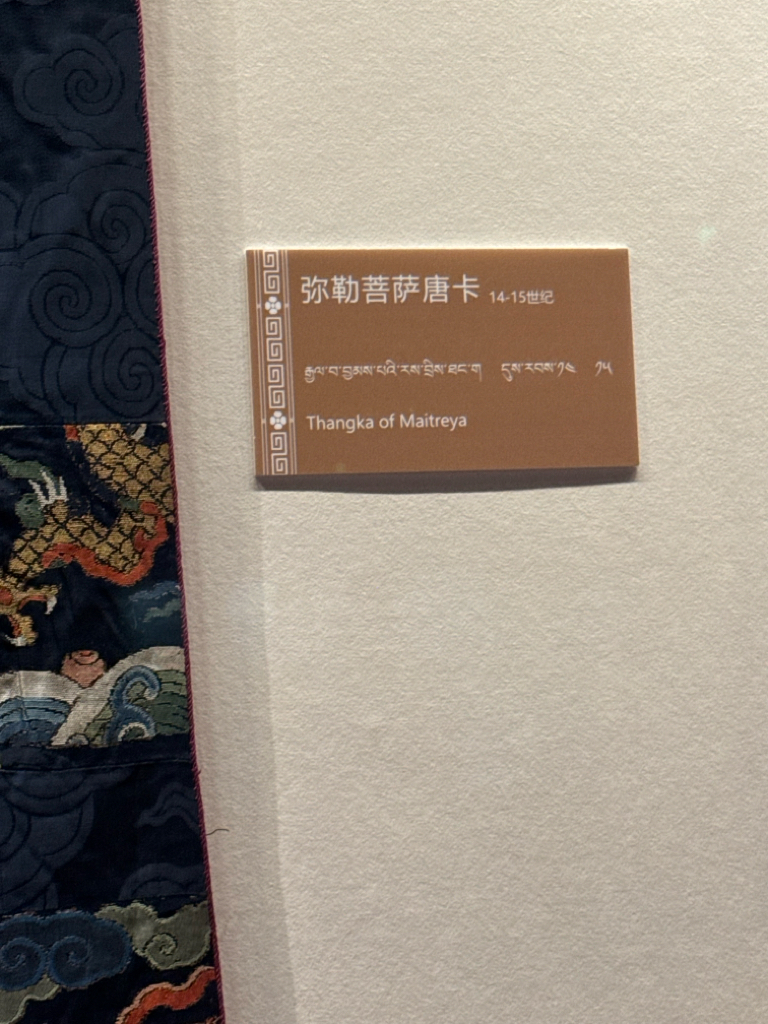 弥勒菩萨唐卡 14-15世纪
རྒྱལ་བ་བྱམས་པའི་རས་བྲིས་ཐང་ག དུས་རབས་༡༤ ༡༥
Thangka of Maitreya